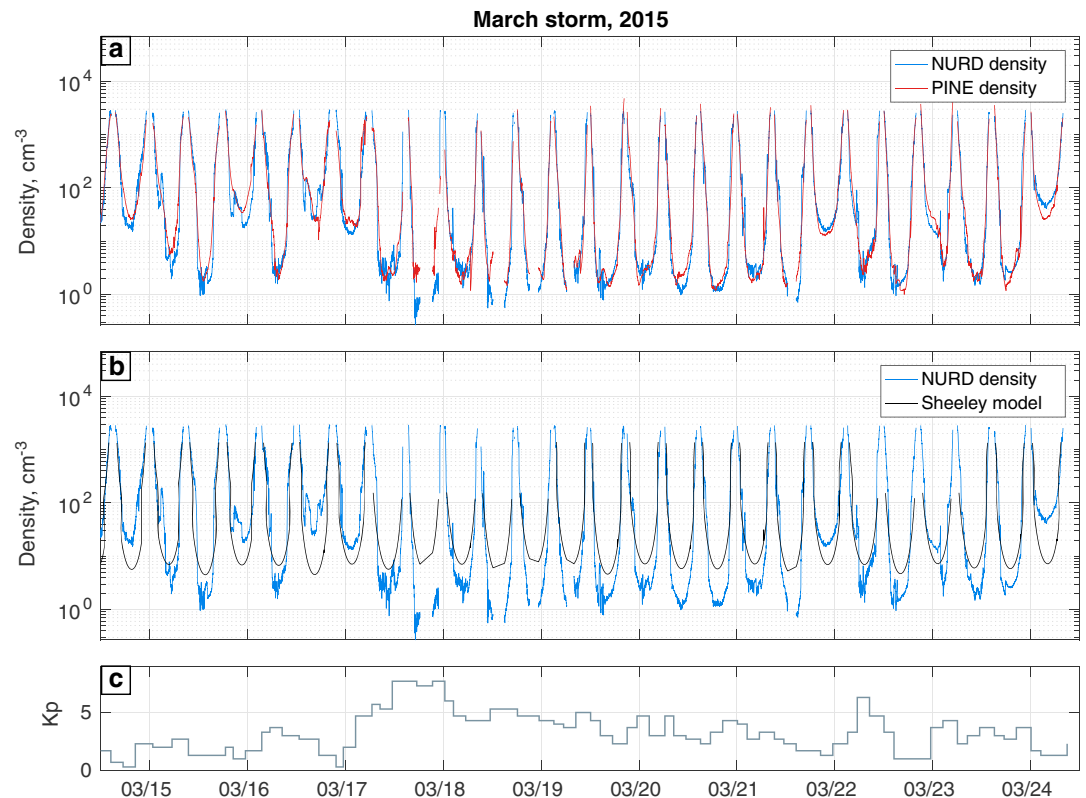 March storm, 2015
a
NURD density
PINE density
10^4
10^2
10^0
Density, cm^-3
b
NURD density
Sheeley model
10^4
10^2
10^0
Density, cm^-3
c
5
0
Kp
03/15 03/16 03/17 03/18 03/19 03/20 03/21 03/22 03/23 03/24